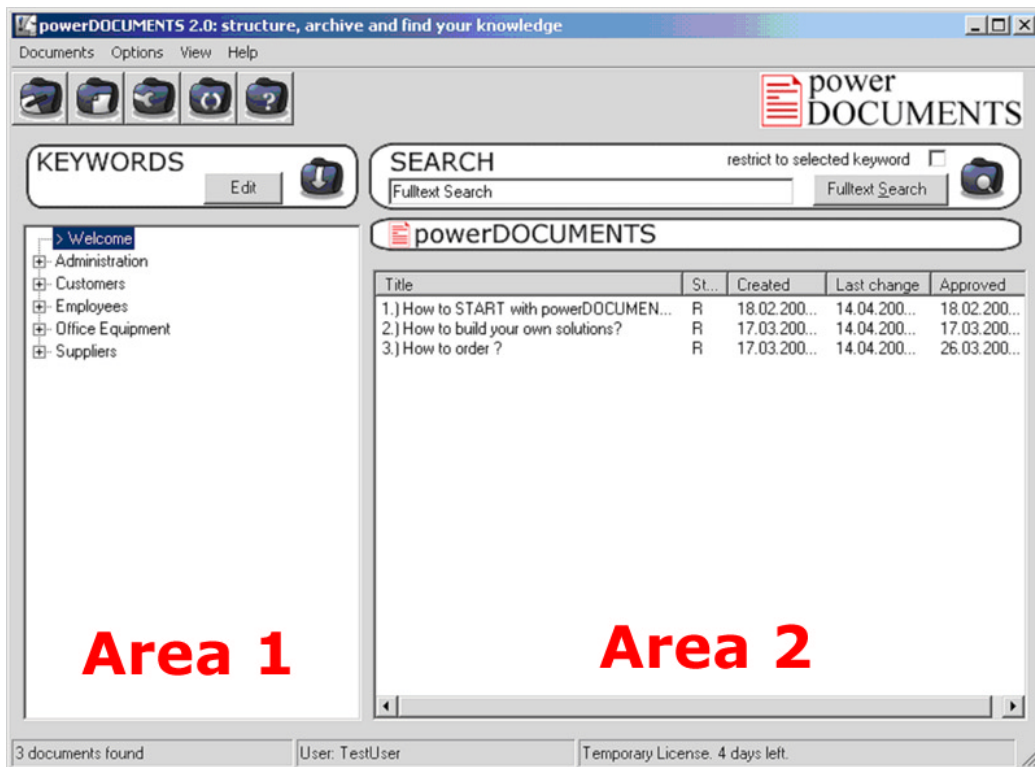 powerDOCUMENTS 2.0: structure, archive and find your knowledge
Documents Options View Help
power
DOCUMENTS
KEYWORDS
Edit
SEARCH
restrict to selected keyword
Fulltext Search
Fulltext Search
powerDOCUMENTS
> Welcome
Administration
Customers
Employees
Office Equipment
Suppliers
Title St... Created Last change Approved
1.) How to START with powerDOCUMEN... R 18.02.200... 14.04.200... 18.02.200...
2.) How to build your own solutions? R 17.03.200... 14.04.200... 17.03.200...
3.) How to order ? R 17.03.200... 14.04.200... 26.03.200...
Area 1
Area 2
3 documents found User: TestUser Temporary License. 4 days left.